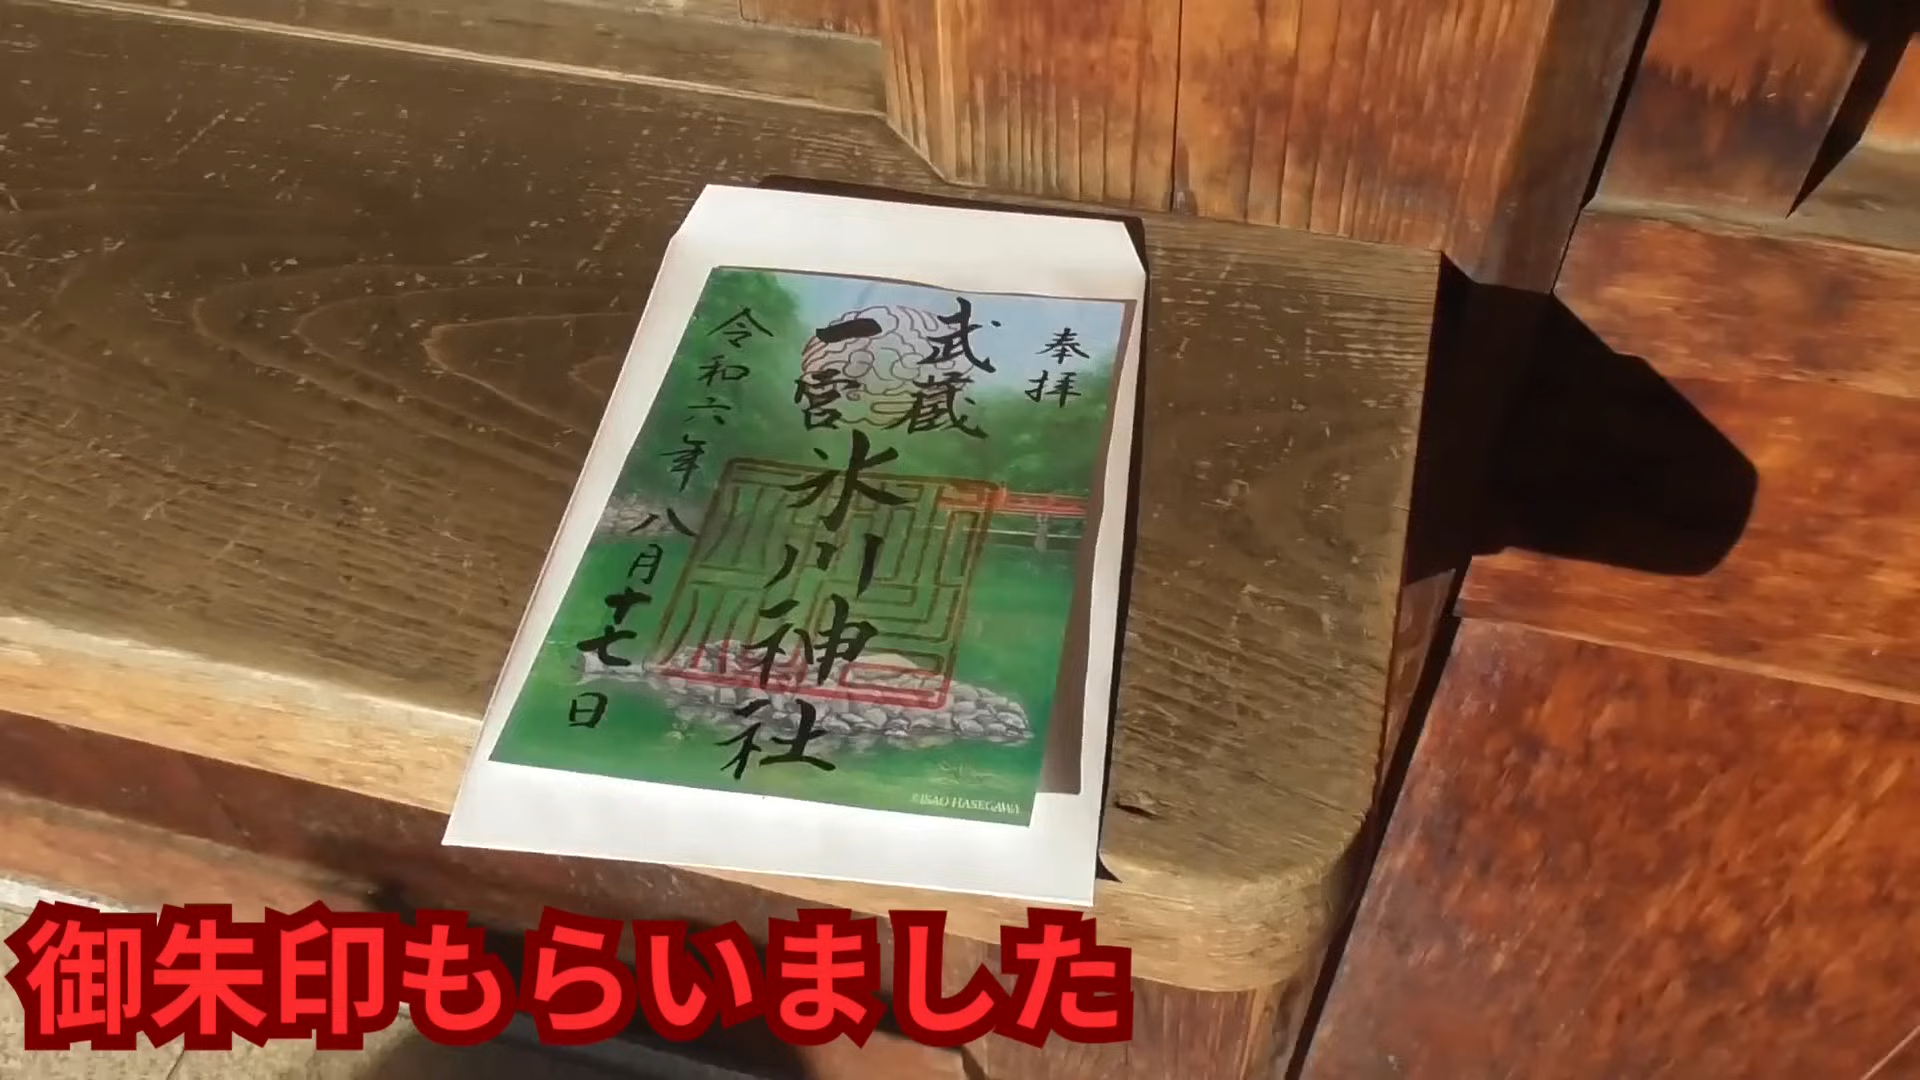 奉拝
武蔵
一宮
氷川神社
令和六年八月十七日
©ISAO HASEGAWA
御朱印もらいました